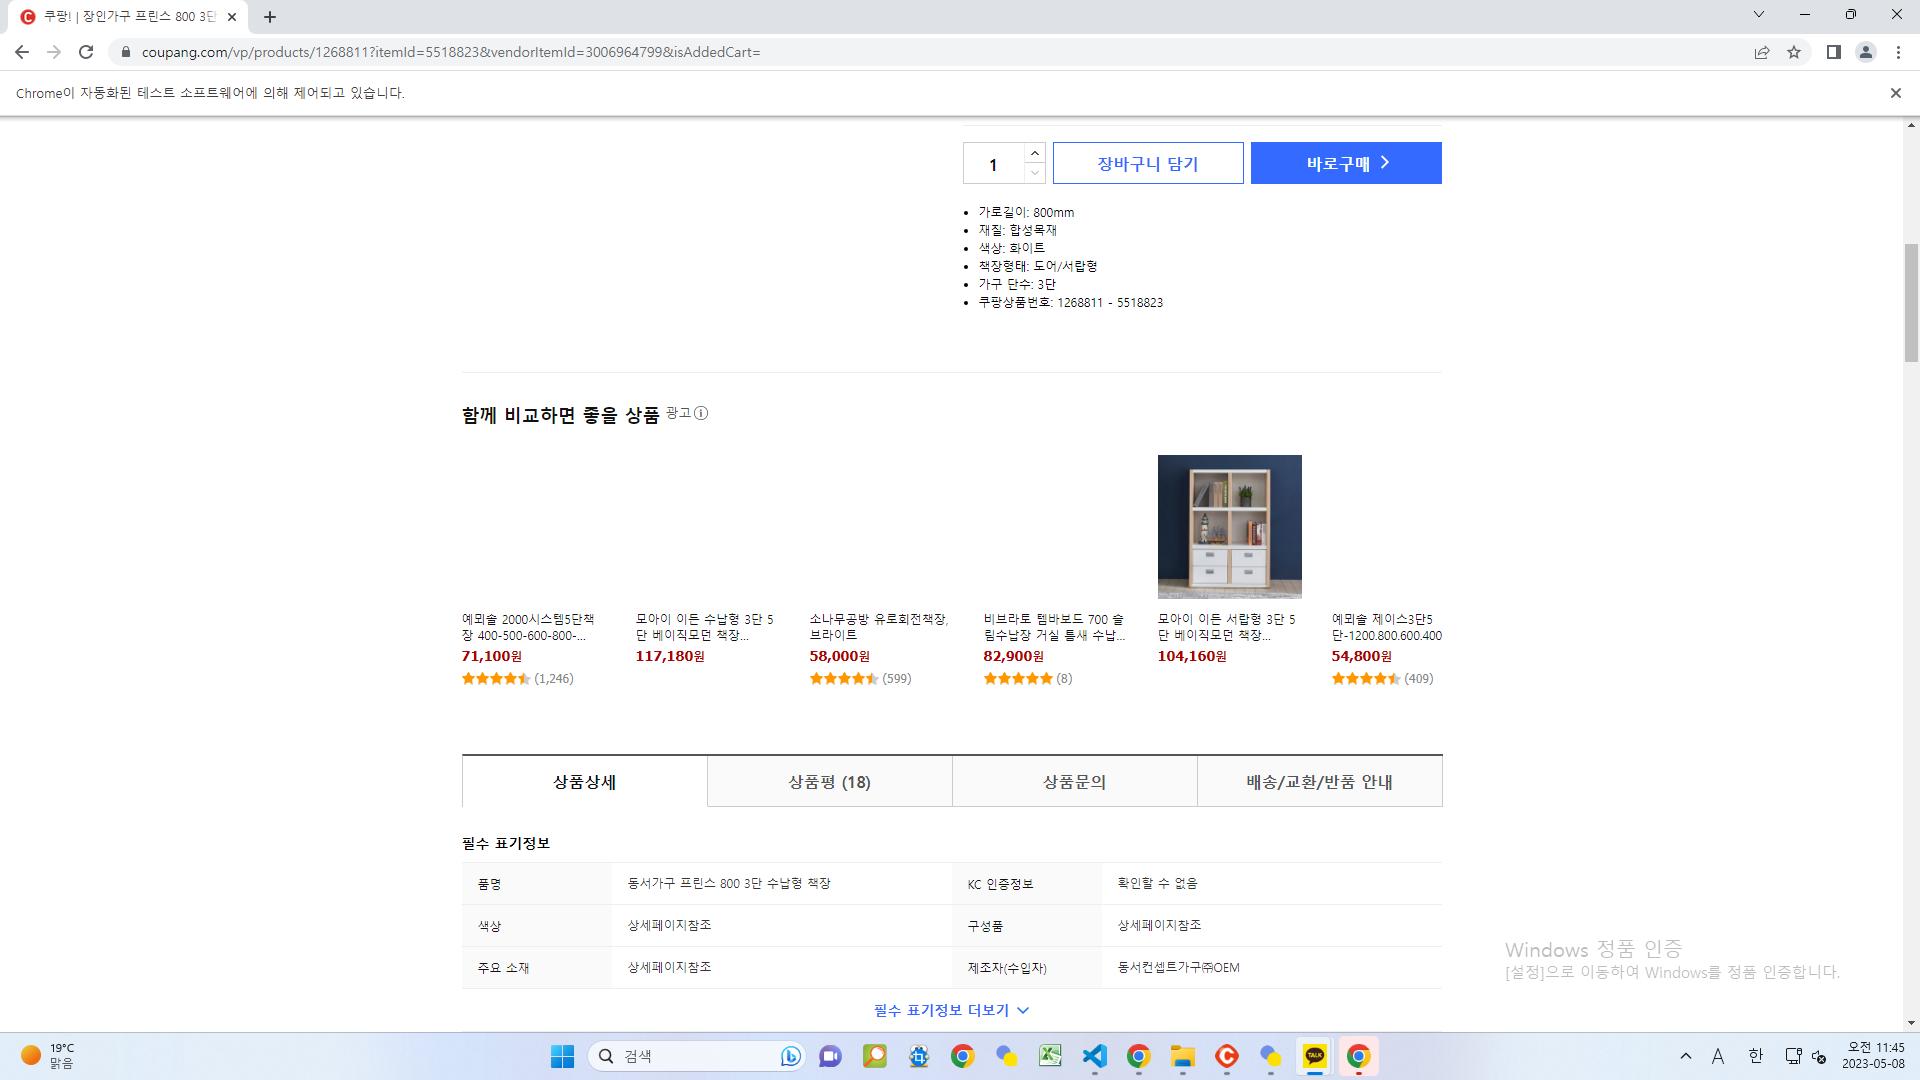 쿠팡! | 장인가구 프린스 800 3단
coupang.com/vp/products/1268811?itemId=5518823&vendorItemId=3006964799&isAddedCart=
Chrome이 자동화된 테스트 소프트웨어에 의해 제어되고 있습니다.
1
장바구니 담기
바로구매
가로길이: 800mm
재질: 합성목재
색상: 화이트
책장형태: 도어/서랍형
가구 단수: 3단
쿠팡상품번호: 1268811 - 5518823
함께 비교하면 좋을 상품 광고
예뫼솔 2000시스템5단책장 400-500-600-800-...
71,100원
(1,246)
모아이 이든 수납형 3단 5단 베이직모던 책장...
117,180원
소나무공방 유로회전책장, 브라이트
58,000원
(599)
비브라토 템바보드 700 슬림수납장 거실 틈새 수납...
82,900원
(8)
모아이 이든 서랍형 3단 5단 베이직모던 책장...
104,160원
예뫼솔 제이스3단5단-1200.800.600.400
54,800원
(409)
상품상세
상품평 (18)
상품문의
배송/교환/반품 안내
필수 표기정보
품명 동서가구 프린스 800 3단 수납형 책장 KC 인증정보 확인할 수 없음
색상 상세페이지참조 구성품 상세페이지참조
주요 소재 상세페이지참조 제조자(수입자) 동서컨셉트가구㈜OEM
필수 표기정보 더보기
Windows 정품 인증
[설정]으로 이동하여 Windows를 정품 인증합니다.
19°C
맑음
검색
TALK
A
한
오전 11:45
2023-05-08